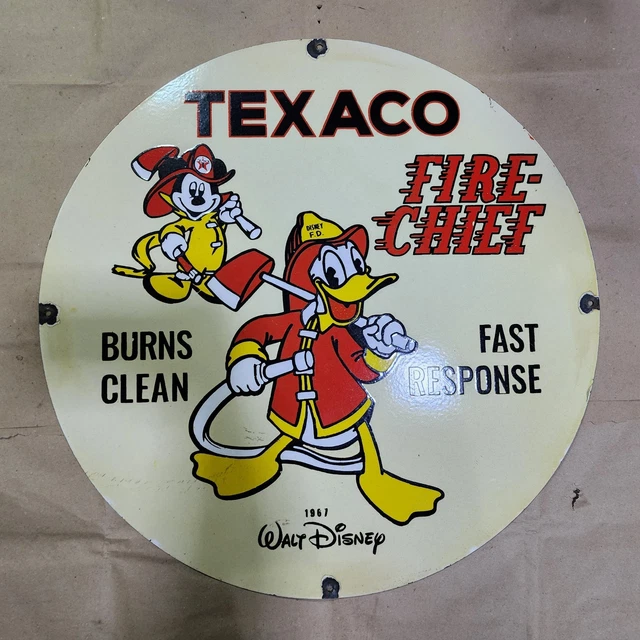 TEXACO
FIRE-
CHIEF
DISNEY
F.D.
BURNS
CLEAN
FAST
RESPONSE
1967
WALT DISNEY